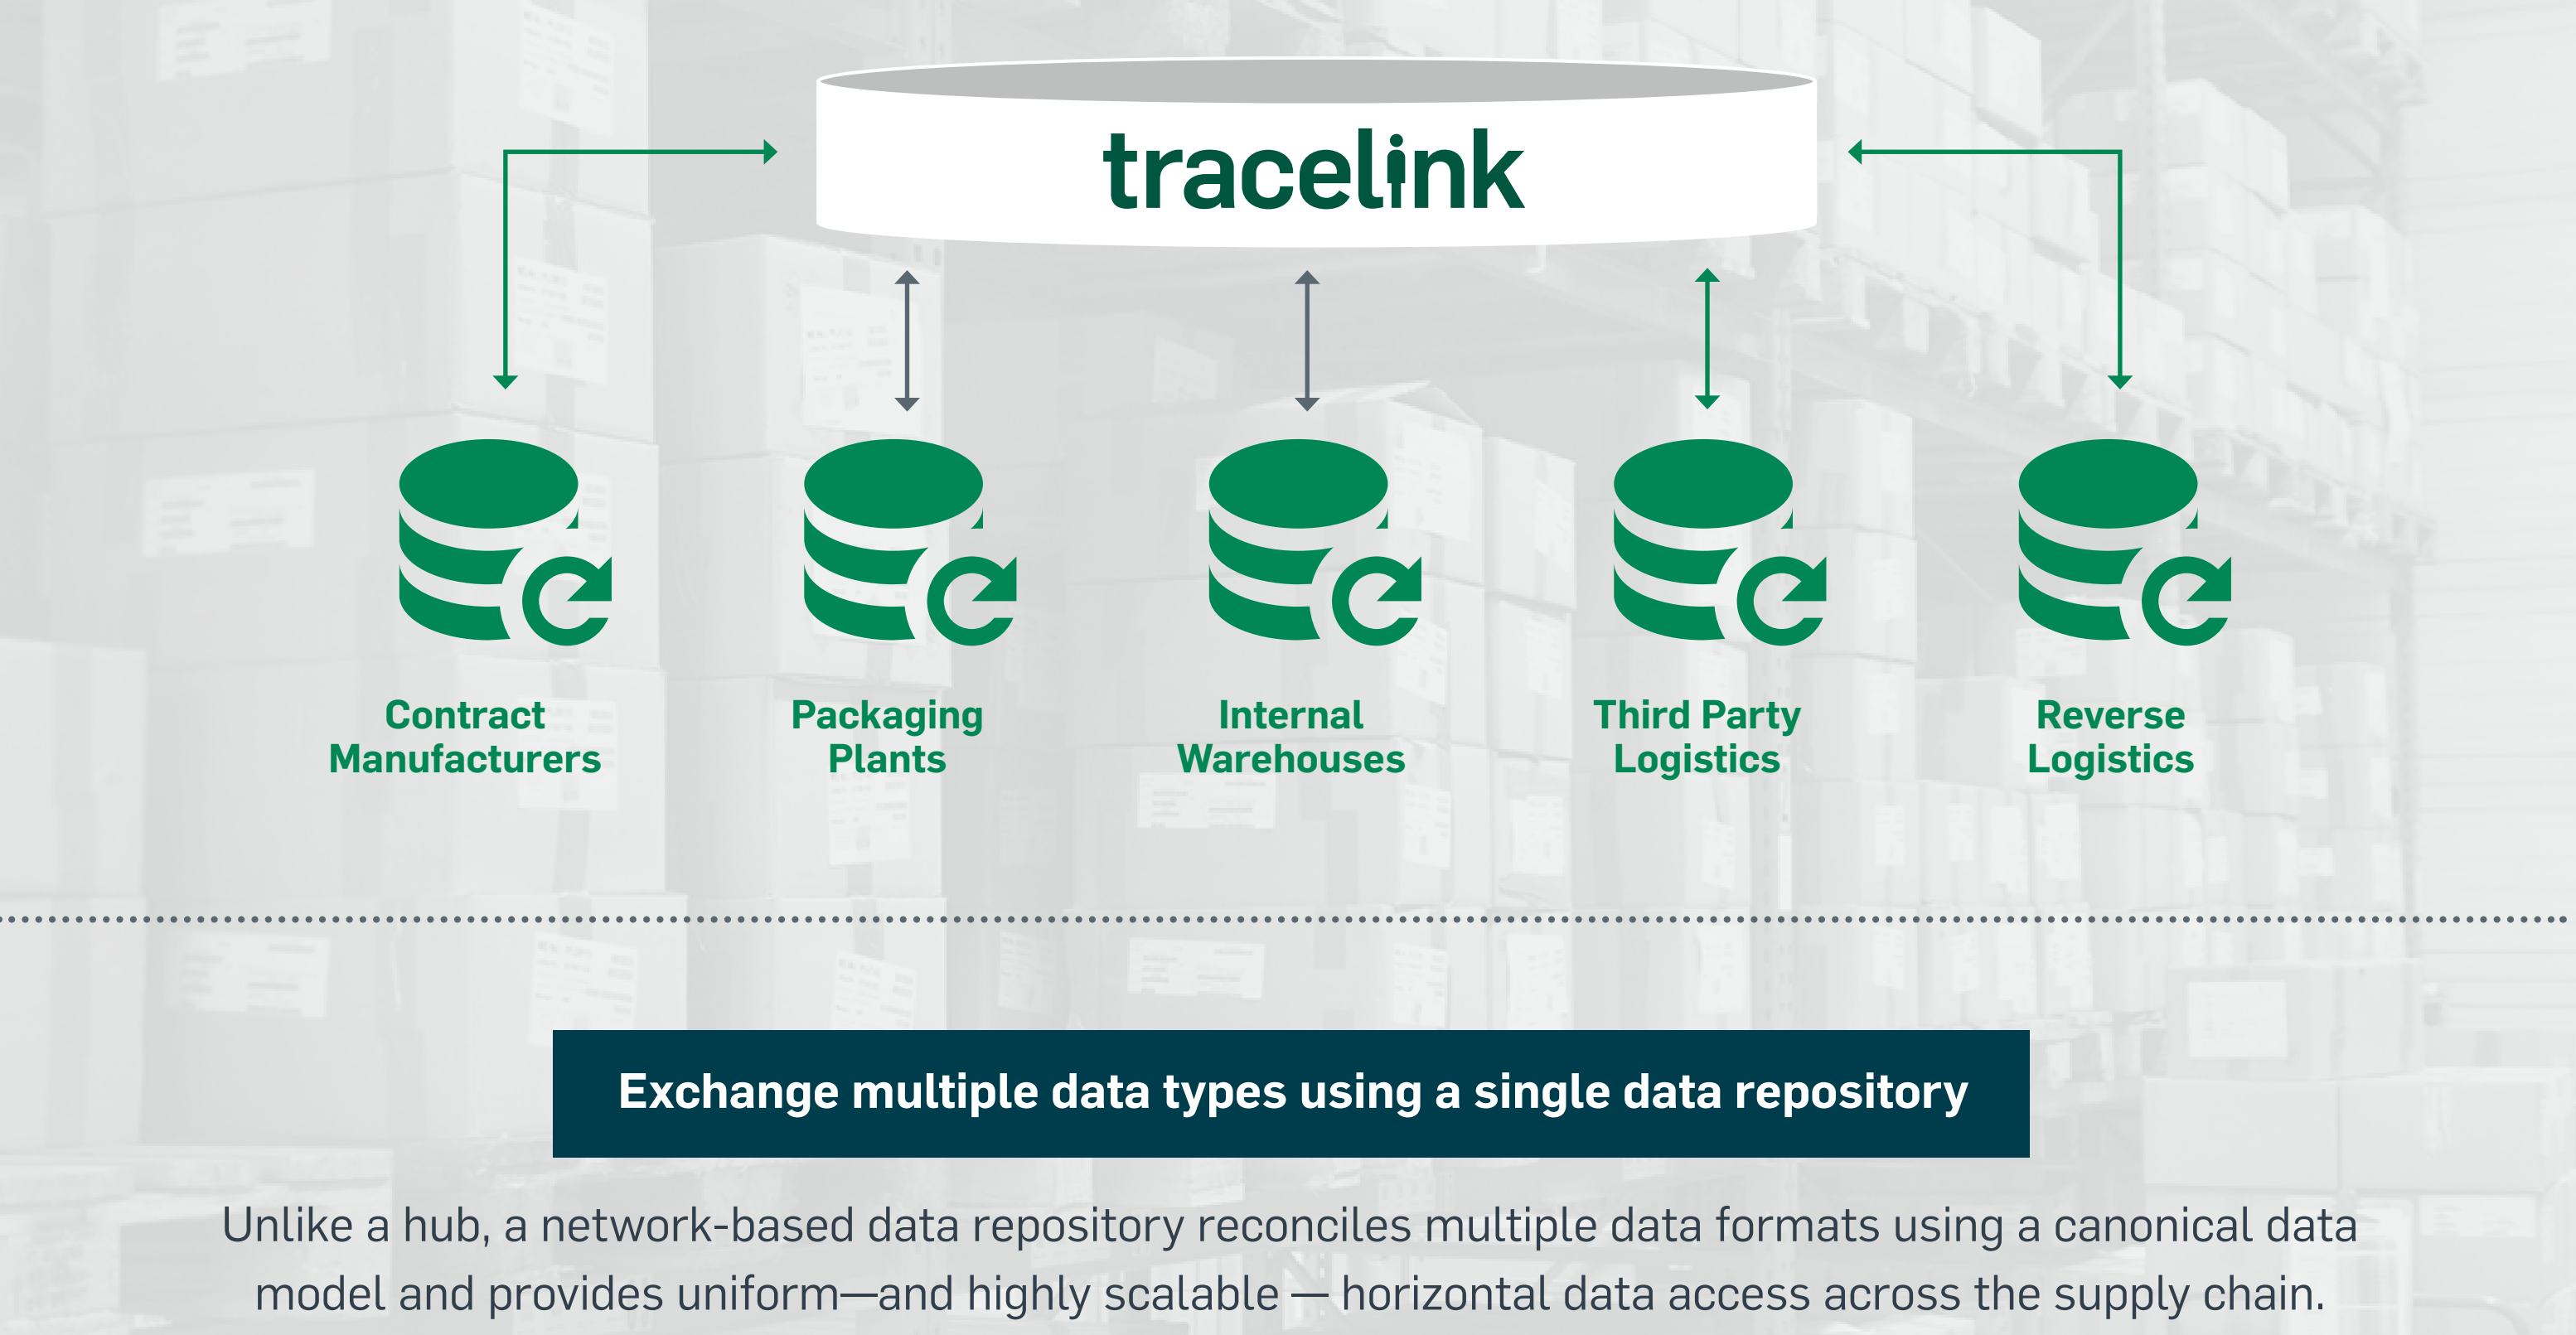 tracelink
Contract
Manufacturers
Packaging
Plants
Internal
Warehouses
Third Party
Logistics
Reverse
Logistics
Exchange multiple data types using a single data repository
Unlike a hub, a network-based data repository reconciles multiple data formats using a canonical data
model and provides uniform—and highly scalable — horizontal data access across the supply chain.